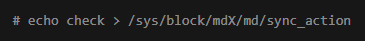 # echo check > /sys/block/mdX/md/sync_action